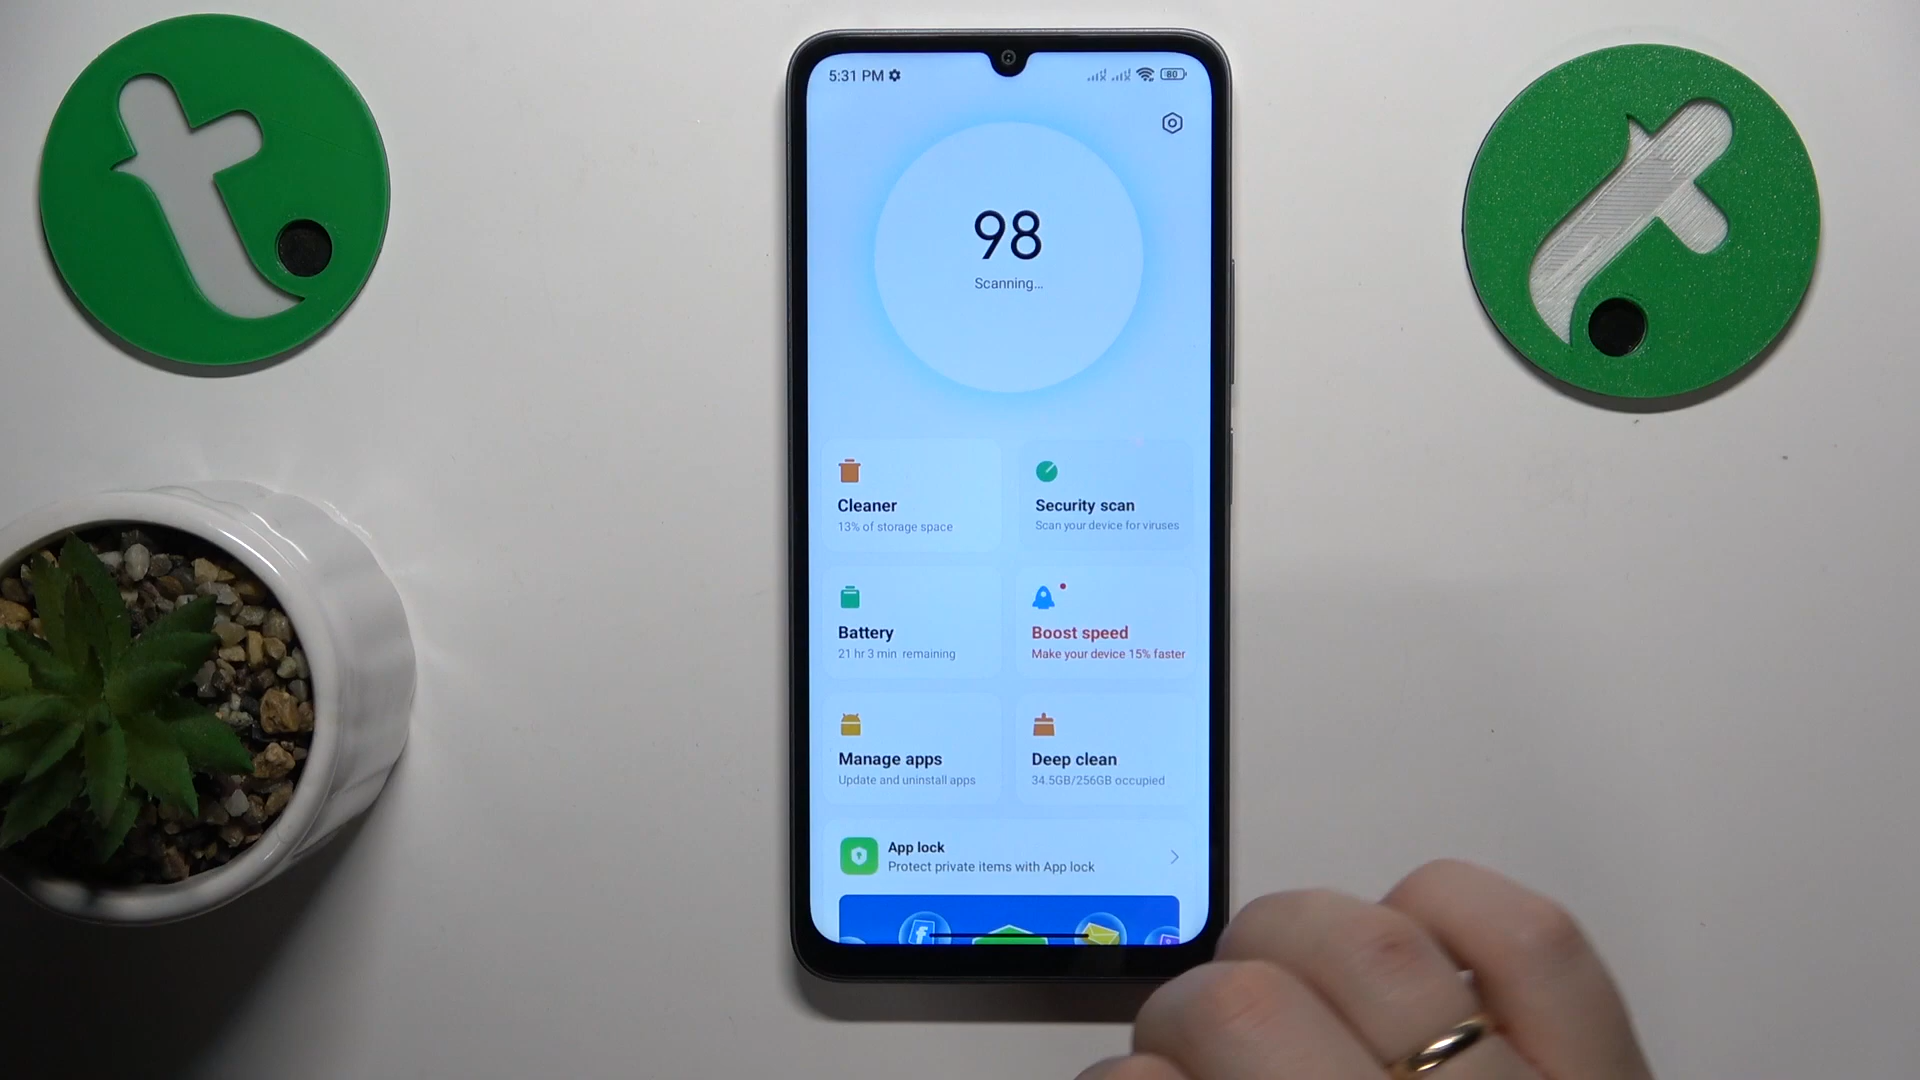 5:31 PM
80
98
Scanning...
Cleaner
13% of storage space
Security scan
Scan your device for viruses
Battery
21 hr 3 min remaining
Boost speed
Make your device 15% faster
Manage apps
Update and uninstall apps
Deep clean
34.5GB/256GB occupied
App lock
Protect private items with App lock